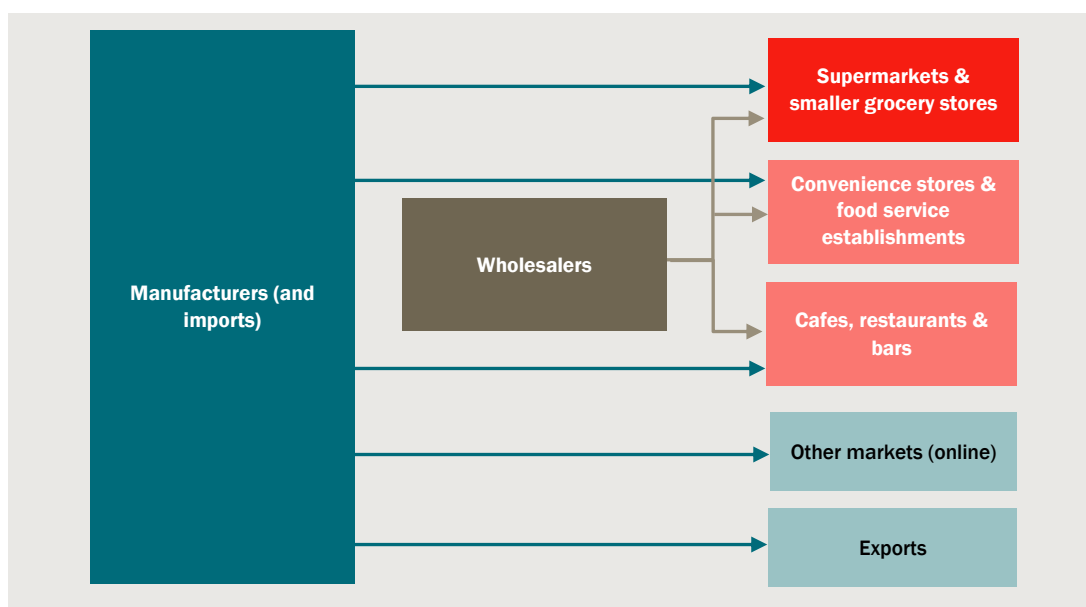 Manufacturers (and
imports)
Wholesalers
Supermarkets &
smaller grocery stores
Convenience stores &
food service
establishments
Cafes, restaurants &
bars
Other markets (online)
Exports